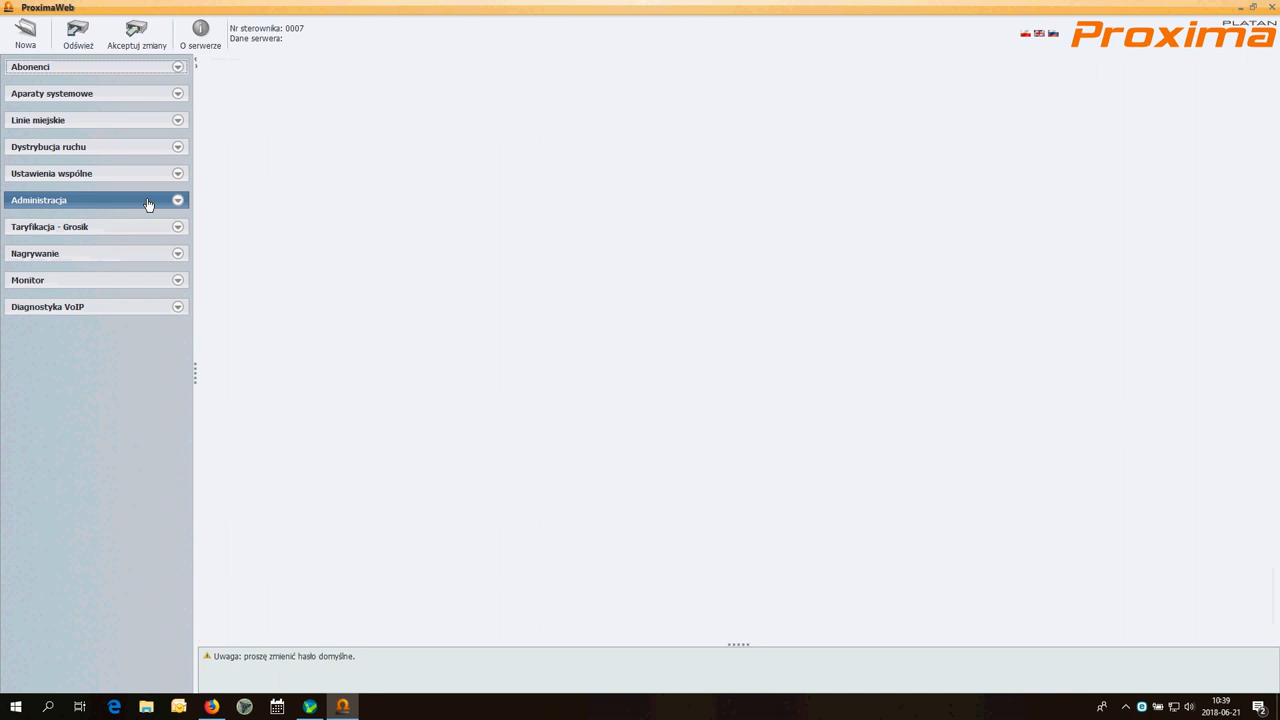 ProximaWeb
Nowa
Odśwież
Akceptuj zmiany
O serwerze
Nr sterownika: 0007
Dane serwera:
PLATAN
Proxima
Abonenci
Aparaty systemowe
Linie miejskie
Dystrybucja ruchu
Ustawienia wspólne
Administracja
Taryfikacja - Grosik
Nagrywanie
Monitor
Diagnostyka VoIP
Uwaga: proszę zmienić hasło domyślne.
10:39
2018-06-21
2